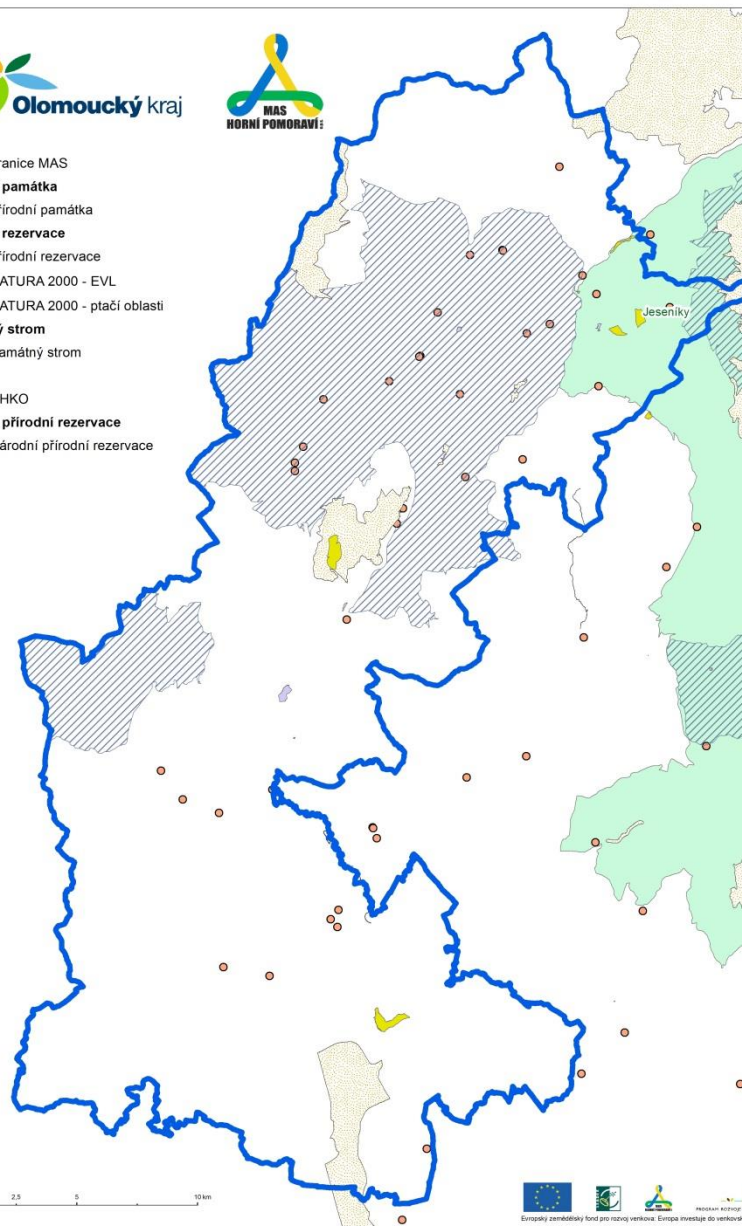 Olomoucký kraj
MAS
HORNÍ POMORAVÍ
ranice MAS
památka
řírodní památka
rezervace
řírodní rezervace
ATURA 2000 - EVL
ATURA 2000 - ptačí oblasti
ý strom
amátný strom
HKO
přírodní rezervace
árodní přírodní rezervace
Jeseníky
2,5 5 10 km
PROGRAM ROZVOJE
Evropský zemědělský fond pro rozvoj venkova: Evropa investuje do venkovsk